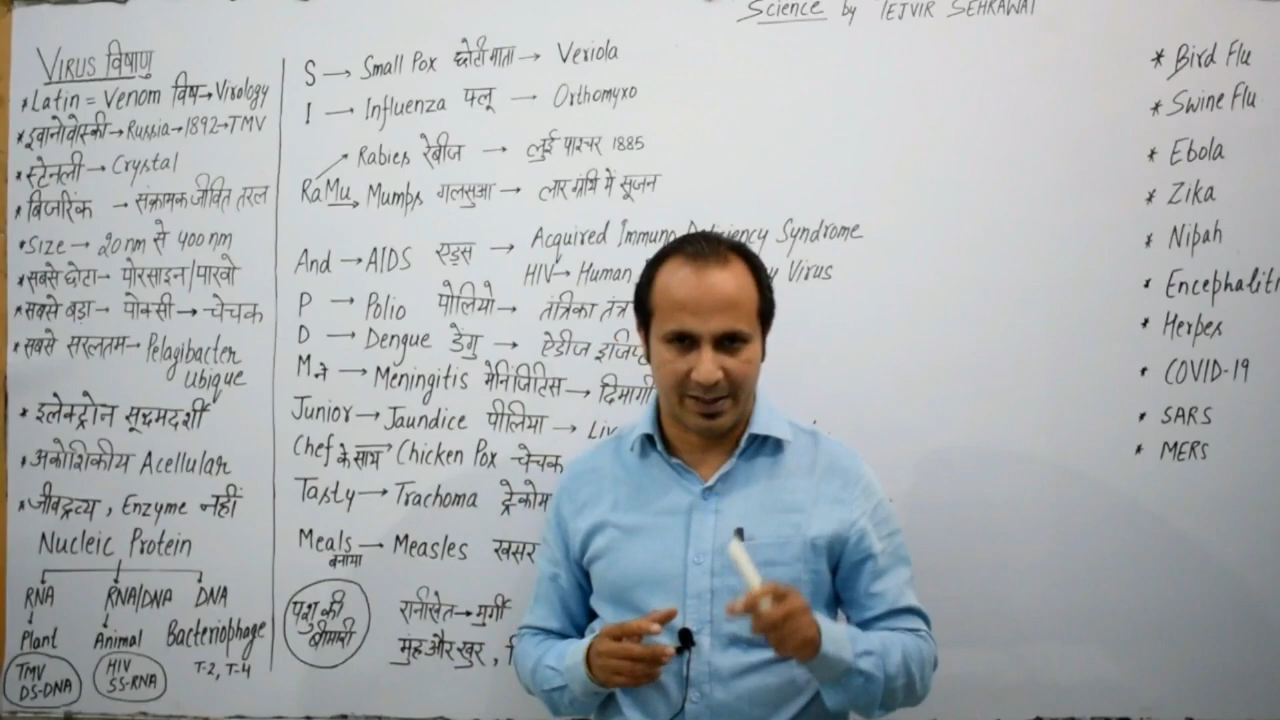 Science by TEJVIR SEHRAWAT
VIRUS विषाणु
*Latin = Venom विष→Virology
*इवानोवोस्की→Russia→1892→TMV
*स्टेनली→Crystal
*बिजरिंक →संक्रामक जीवित तरल
*Size→ 20nm से 400nm
*सबसे छोटा→ पोरसाइन/पारवो
*सबसे बड़ा→ पोक्सी→चेचक
*सबसे सरलतम→Pelagibacter
Ubique
*इलेक्ट्रोन सूक्ष्मदर्शी
*अकोशिकीय Acellular
*जीवद्रव्य, Enzyme नहीं
Nucleic Protein
RNA RNA/DNA DNA
Plant Animal Bacteriophage
TMV HIV T-2, T-4
DS-DNA SS-RNA
S → Small Pox छोटी माता → Veriola
I → Influenza फ्लू → Orthomyxo
Rabies रेबीज → लुई पाश्चर 1885
RaMu Mumps गलसुआ → लार ग्रंथि में सूजन
And →AIDS एड्स → Acquired Immuno Deficiency Syndrome
HIV→ Human Virus
P → Polio पोलियो→ तंत्रिका तंत्र
D → Dengue डेंगु → ऐडीज इजिप्ट
M ने → Meningitis मेनिंजिटिस→ दिमागी
Junior→Jaundice पीलिया → Liv
Chef के साथ Chicken Pox चेचक
Tasty→Trachoma ट्रेकोम
Meals→Measles खसर
बनाया
पशु की रानीखेत→मुर्गी
बीमारी मुंह और खुर,
* Bird Flu
* Swine Flu
* Ebola
* Zika
* Nipah
* Encephaliti
* Herpes
* COVID-19
* SARS
* MERS